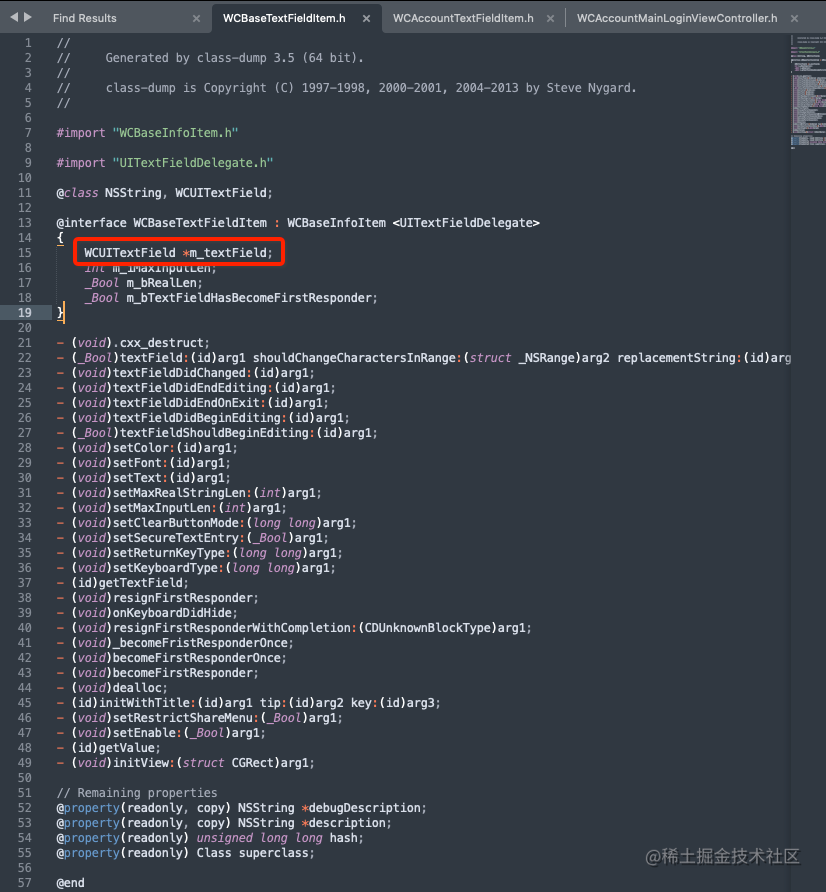 Find Results
WCBaseTextFieldItem.h
WCAccountTextFieldItem.h
WCAccountMainLoginViewController.h
1 //
2 // Generated by class-dump 3.5 (64 bit).
3 //
4 // class-dump is Copyright (C) 1997-1998, 2000-2001, 2004-2013 by Steve Nygard.
5 //
6
7 #import "WCBaseInfoItem.h"
8
9 #import "UITextFieldDelegate.h"
10
11 @class NSString, WCUITextField;
12
13 @interface WCBaseTextFieldItem : WCBaseInfoItem <UITextFieldDelegate>
14 {
15 WCUITextField *m_textField;
16 int m_iMaxInputLen;
17 _Bool m_bRealLen;
18 _Bool m_bTextFieldHasBecomeFirstResponder;
19 }
20
21 - (void).cxx_destruct;
22 - (_Bool)textField:(id)arg1 shouldChangeCharactersInRange:(struct _NSRange)arg2 replacementString:(id)arg
23 - (void)textFieldDidChanged:(id)arg1;
24 - (void)textFieldDidEndEditing:(id)arg1;
25 - (void)textFieldDidEndOnExit:(id)arg1;
26 - (void)textFieldDidBeginEditing:(id)arg1;
27 - (_Bool)textFieldShouldBeginEditing:(id)arg1;
28 - (void)setColor:(id)arg1;
29 - (void)setFont:(id)arg1;
30 - (void)setText:(id)arg1;
31 - (void)setMaxRealStringLen:(int)arg1;
32 - (void)setMaxInputLen:(int)arg1;
33 - (void)setClearButtonMode:(long long)arg1;
34 - (void)setSecureTextEntry:(_Bool)arg1;
35 - (void)setReturnKeyType:(long long)arg1;
36 - (void)setKeyboardType:(long long)arg1;
37 - (id)getTextField;
38 - (void)resignFirstResponder;
39 - (void)onKeyboardDidHide;
40 - (void)resignFirstResponderWithCompletion:(CDUnknownBlockType)arg1;
41 - (void)_becomeFristResponderOnce;
42 - (void)becomeFirstResponderOnce;
43 - (void)becomeFirstResponder;
44 - (void)dealloc;
45 - (id)initWithTitle:(id)arg1 tip:(id)arg2 key:(id)arg3;
46 - (void)setRestrictShareMenu:(_Bool)arg1;
47 - (void)setEnable:(_Bool)arg1;
48 - (id)getValue;
49 - (void)initView:(struct CGRect)arg1;
50
51 // Remaining properties
52 @property(readonly, copy) NSString *debugDescription;
53 @property(readonly, copy) NSString *description;
54 @property(readonly) unsigned long long hash;
55 @property(readonly) Class superclass;
56
57 @end
@稀土掘金技术社区